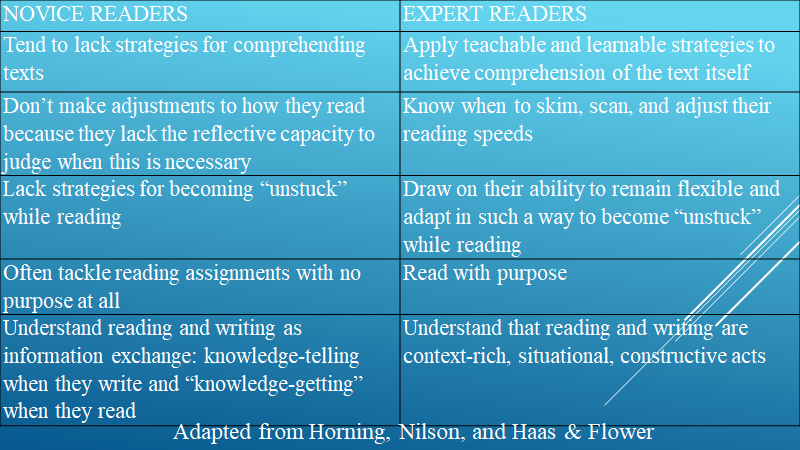 NOVICE READERS
EXPERT READERS
Tend to lack strategies for comprehending
texts
Apply teachable and learnable strategies to
achieve comprehension of the text itself
Don’t make adjustments to how they read
because they lack the reflective capacity to
judge when this is necessary
Know when to skim, scan, and adjust their
reading speeds
Lack strategies for becoming “unstuck”
while reading
Draw on their ability to remain flexible and
adapt in such a way to become “unstuck”
while reading
Often tackle reading assignments with no
purpose at all
Read with purpose
Understand reading and writing as
information exchange: knowledge-telling
when they write and “knowledge-getting”
when they read
Understand that reading and writing are
context-rich, situational, constructive acts
Adapted from Horning, Nilson, and Haas & Flower